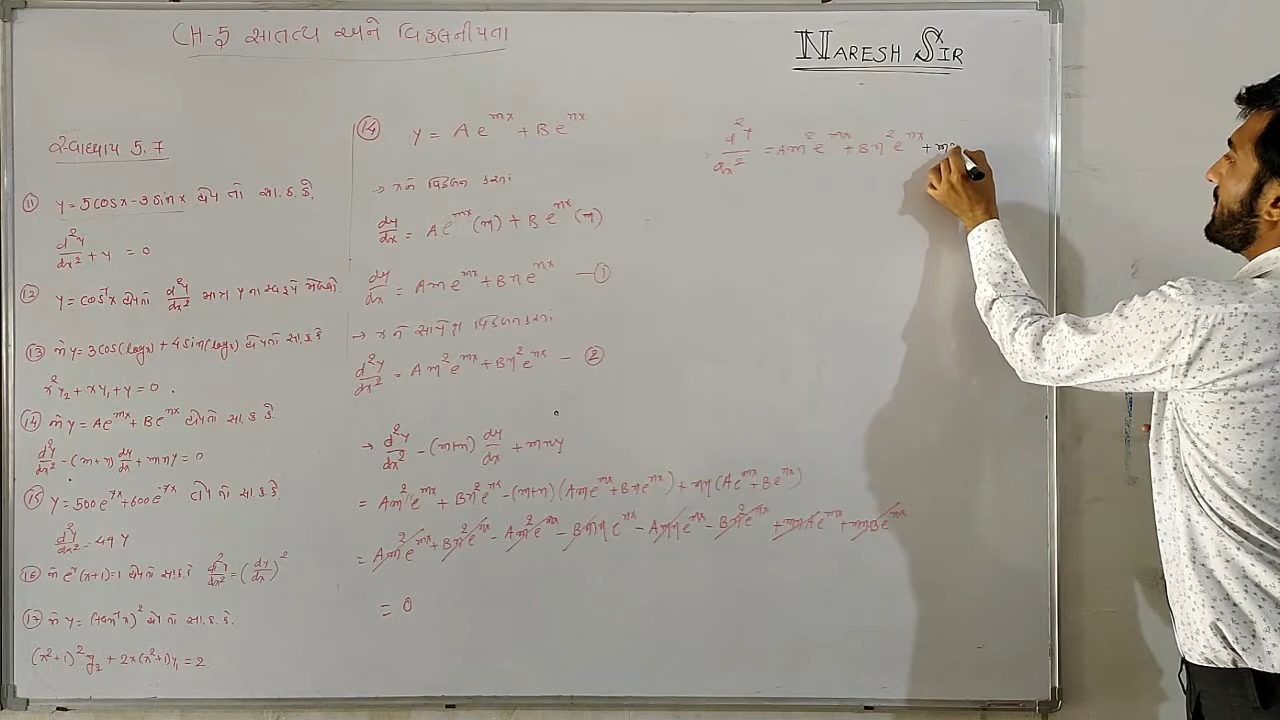 CH-5 સાતત્ય અને વિકલનીયતા
NARESH SIR
સ્વાધ્યાય 5.7
(11) y = 5cosx - 3sinx હોય તો સા.કે.
d²y/dx² + y = 0
(12) y = cos⁻¹x હોય તો d²y/dx² માત્ર y ના સ્વરૂપે મેળવો.
(13) જો y = 3cos(logx) + 4sin(logx) હોય તો સા.કે.
x²y₂ + xy₁ + y = 0.
(14) જો y = Ae^mx + Be^nx હોય તો સા.કે.
d²y/dx² - (m+n) dy/dx + mny = 0
(15) y = 500e^7x + 600e^-7x હોય તો સા.કે.
d²y/dx² = 49y
(16) જો e^y(x+1) = 1 હોય તો સા.કે. d²y/dx² = (dy/dx)²
(17) જો y = (tan⁻¹x)² હોય તો સા.કે.
(x²+1)²y₂ + 2x(x²+1)y₁ = 2
(14) y = Ae^mx + Be^nx
→ x ને વિકલન કરતાં
dy/dx = Ae^mx (m) + Be^nx (n)
dy/dx = Ame^mx + Bne^nx — ①
→ x ને સાપેક્ષ વિકલન કરતાં
d²y/dx² = Am²e^mx + Bn²e^nx — ②
→ d²y/dx² - (m+n) dy/dx + mny
= Am²e^mx + Bn²e^nx - (m+n)(Ame^mx + Bne^nx) + mn(Ae^mx + Be^nx)
= Am²e^mx + Bn²e^nx - Am²e^mx - Bmne^nx - Amne^mx - Bn²e^nx + mnAe^mx + mnBe^nx
= 0
d²y/dx² = Am²e^mx + Bn²e^nx + m